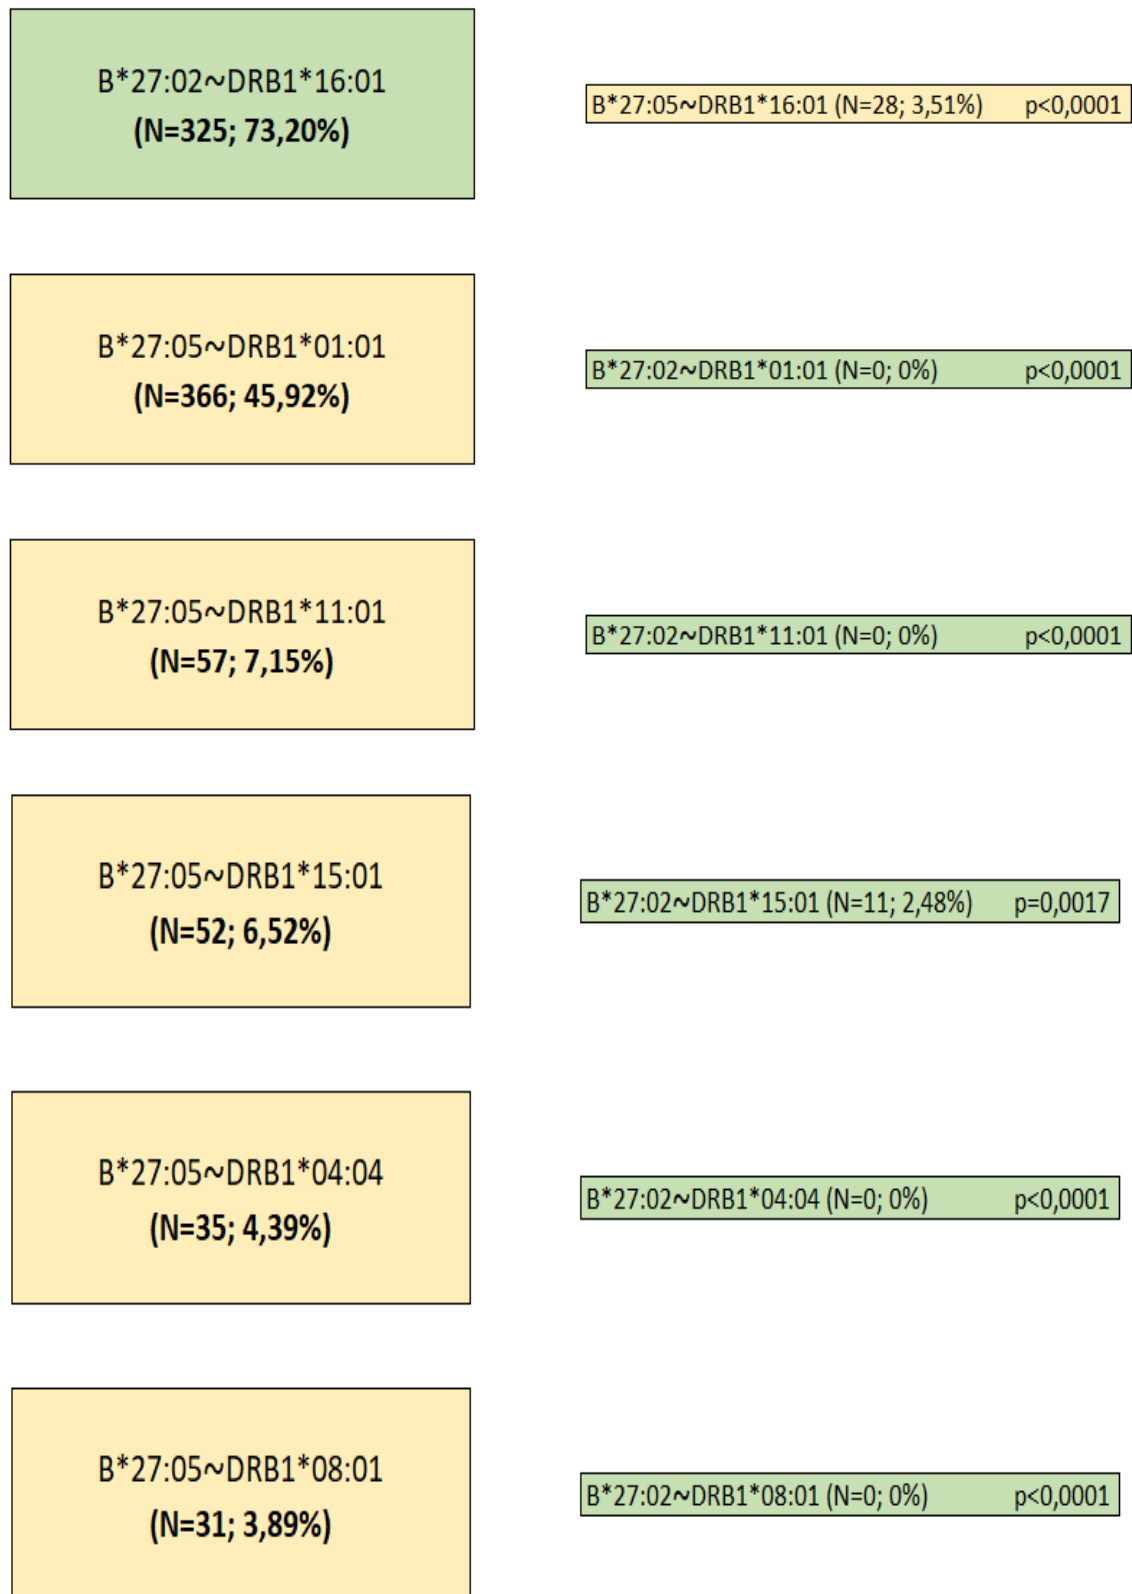 B*27:02~DRB1*16:01
(N=325; 73,20%)
B*27:05~DRB1*16:01 (N=28; 3,51%) p<0,0001
B*27:05~DRB1*01:01
(N=366; 45,92%)
B*27:02~DRB1*01:01 (N=0; 0%) p<0,0001
B*27:05~DRB1*11:01
(N=57; 7,15%)
B*27:02~DRB1*11:01 (N=0; 0%) p<0,0001
B*27:05~DRB1*15:01
(N=52; 6,52%)
B*27:02~DRB1*15:01 (N=11; 2,48%) p=0,0017
B*27:05~DRB1*04:04
(N=35; 4,39%)
B*27:02~DRB1*04:04 (N=0; 0%) p<0,0001
B*27:05~DRB1*08:01
(N=31; 3,89%)
B*27:02~DRB1*08:01 (N=0; 0%) p<0,0001